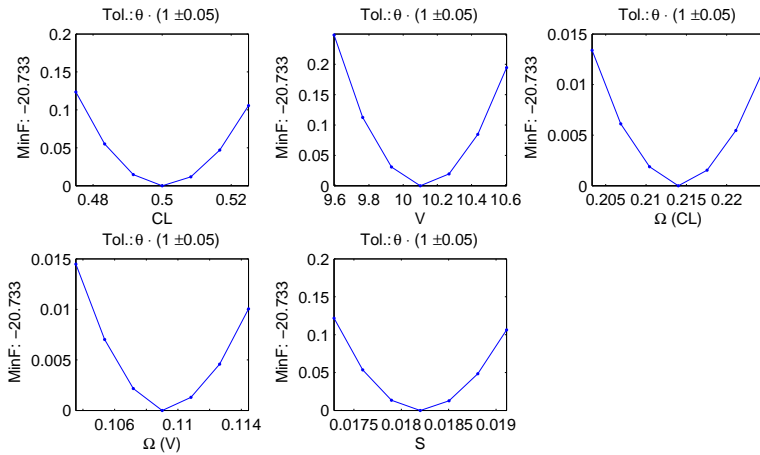 Tol.: θ · (1 ±0.05)
0.2
0.15
0.1
0.05
0
MinF: −20.733
0.48
0.5
0.52
CL
Tol.: θ · (1 ±0.05)
0.25
0.2
0.15
0.1
0.05
0
MinF: −20.733
9.6
9.8
10
10.2
10.4
10.6
V
Tol.: θ · (1 ±0.05)
0.015
0.01
0.005
0
MinF: −20.733
0.205
0.21
0.215
0.22
Ω (CL)
Tol.: θ · (1 ±0.05)
0.015
0.01
0.005
0
MinF: −20.733
0.106
0.11
0.114
Ω (V)
Tol.: θ · (1 ±0.05)
0.2
0.15
0.1
0.05
0
MinF: −20.733
0.0175
0.018
0.0185
0.019
S